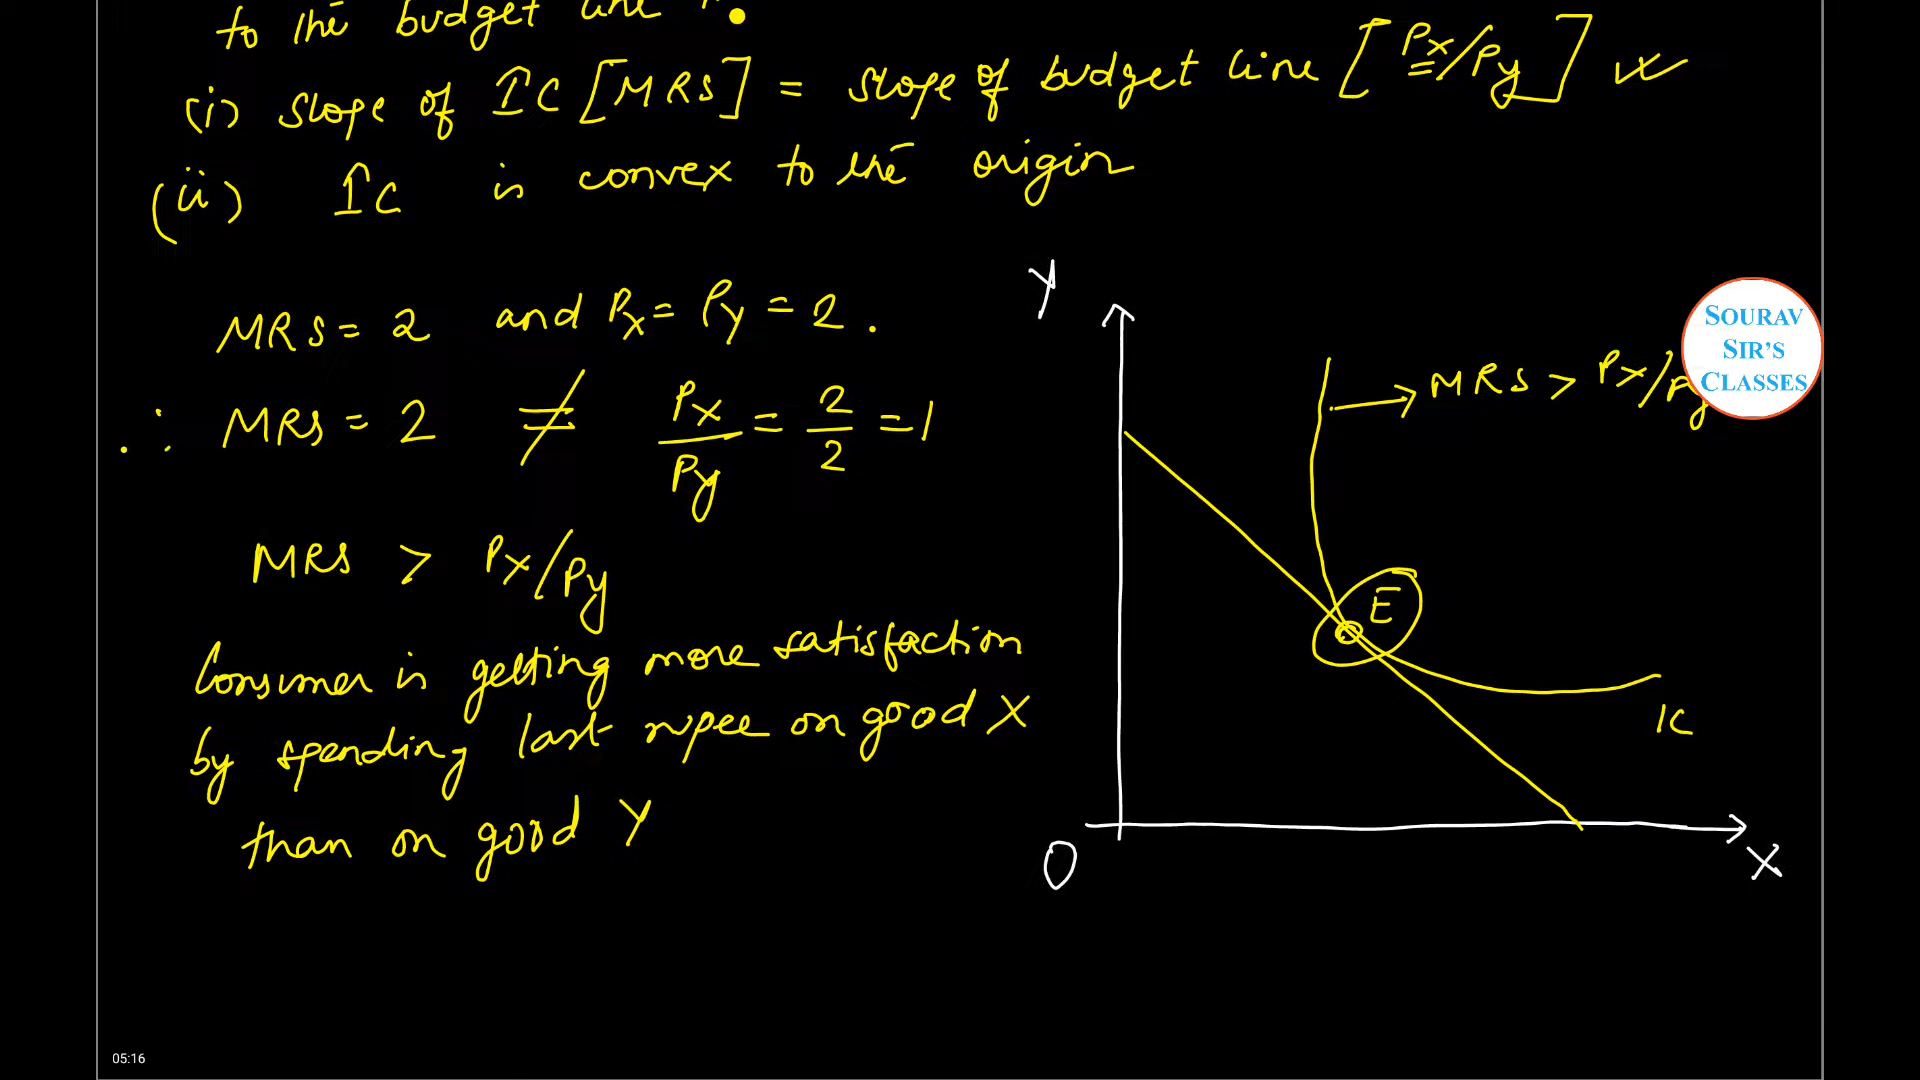 to the budget line
(i) slope of IC [MRS] = slope of budget line [Px/Py]
(ii) IC is convex to the origin
MRS = 2 and Px = Py = 2.
∴ MRS = 2 ≠ Px/Py = 2/2 = 1
MRS > Px/Py
Consumer is getting more satisfaction
by spending last rupee on good X
than on good Y
Y
→ MRS > Px/Py
SOURAV
SIR'S
CLASSES
E
IC
O
X
05:16